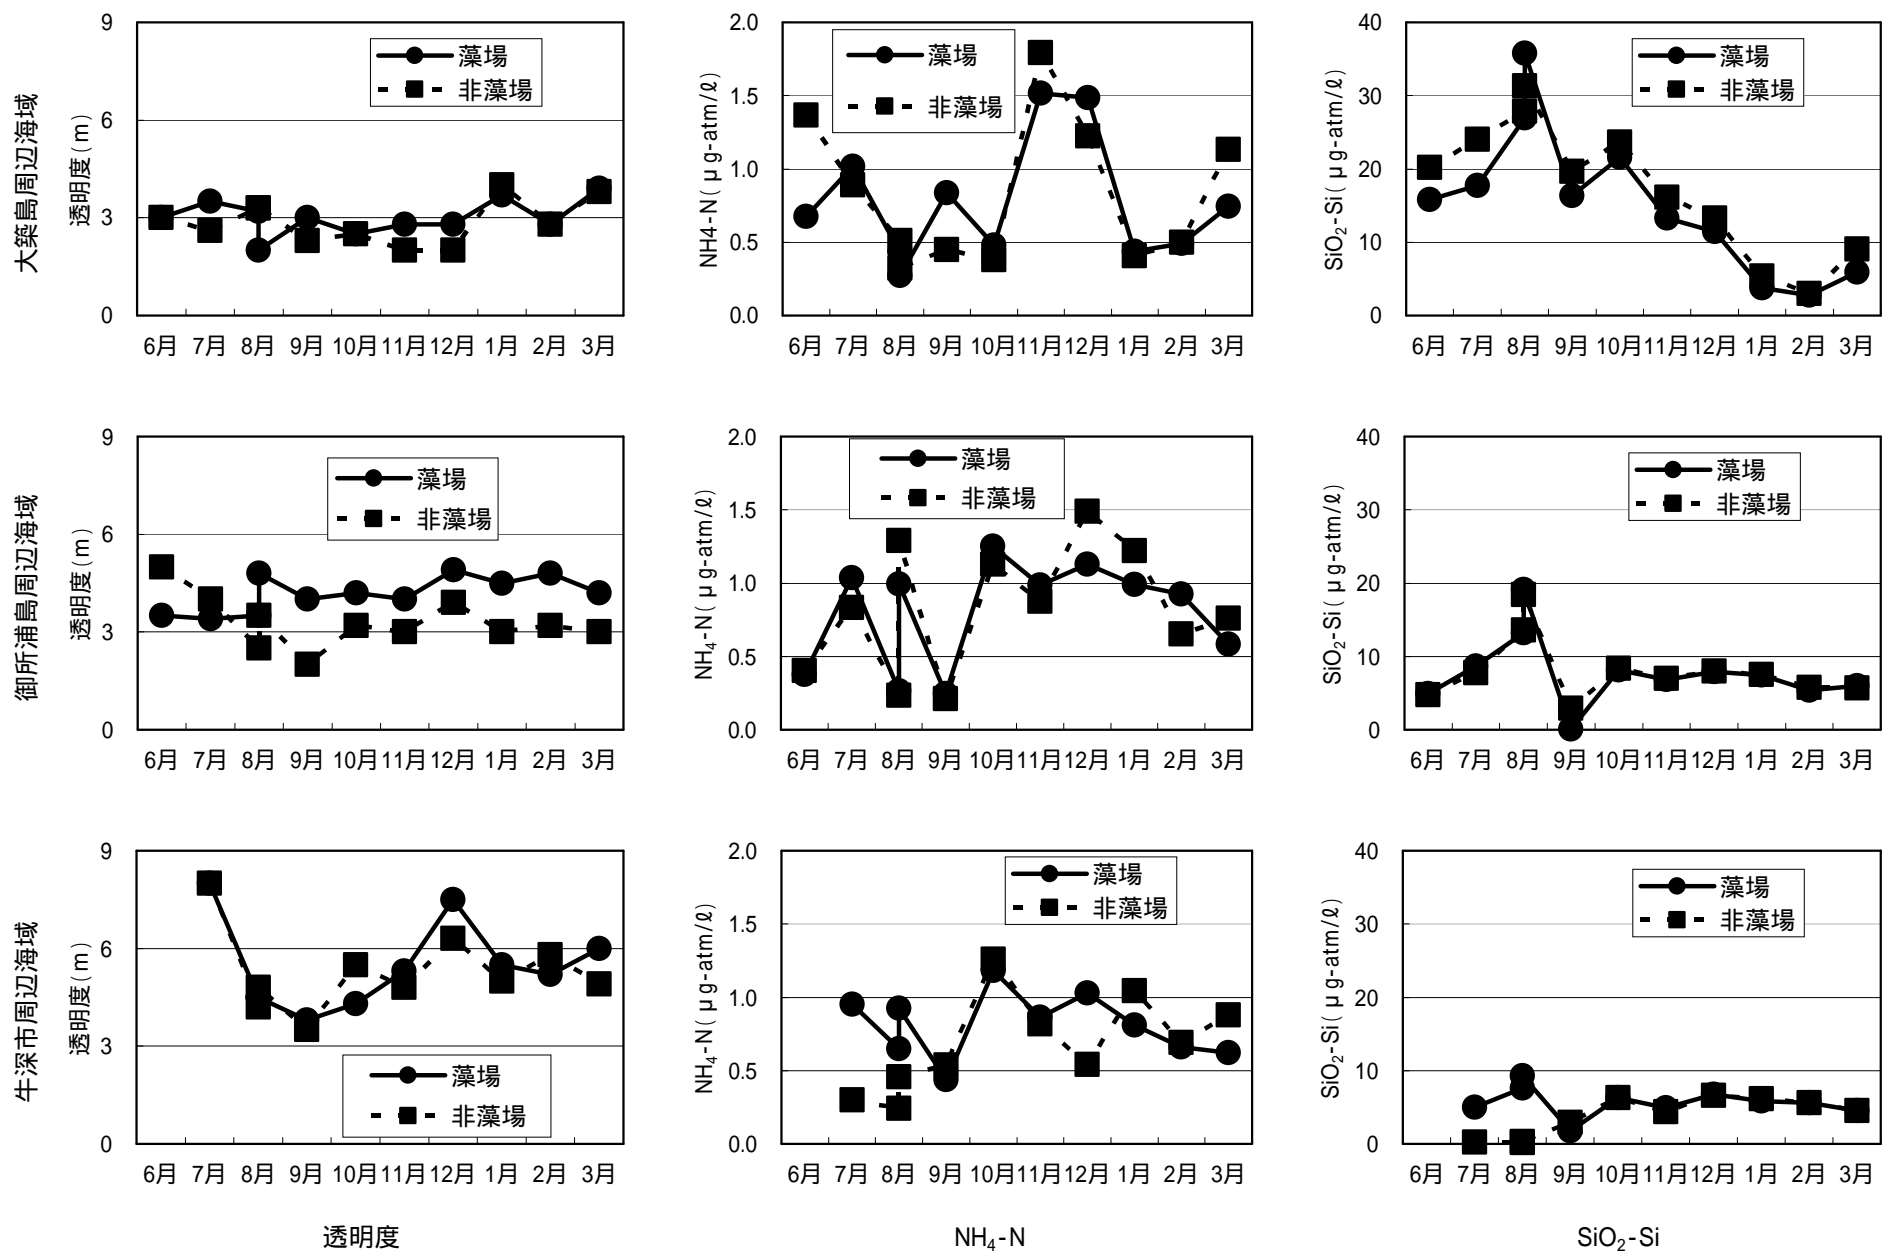 大築島周辺海域
透明度(m)
9
6
3
0
藻場
非藻場
6月 7月 8月 9月 10月 11月 12月 1月 2月 3月
NH4-N(μg-atm/ℓ)
2.0
1.5
1.0
0.5
0.0
藻場
非藻場
6月 7月 8月 9月 10月 11月 12月 1月 2月 3月
SiO₂-Si(μg-atm/ℓ)
40
30
20
10
0
藻場
非藻場
6月 7月 8月 9月 10月 11月 12月 1月 2月 3月
御所浦島周辺海域
透明度(m)
9
6
3
0
藻場
非藻場
6月 7月 8月 9月 10月 11月 12月 1月 2月 3月
NH₄-N(μg-atm/ℓ)
2.0
1.5
1.0
0.5
0.0
藻場
非藻場
6月 7月 8月 9月 10月 11月 12月 1月 2月 3月
SiO₂-Si(μg-atm/ℓ)
40
30
20
10
0
藻場
非藻場
6月 7月 8月 9月 10月 11月 12月 1月 2月 3月
牛深市周辺海域
透明度(m)
9
6
3
0
藻場
非藻場
6月 7月 8月 9月 10月 11月 12月 1月 2月 3月
NH₄-N(μg-atm/ℓ)
2.0
1.5
1.0
0.5
0.0
藻場
非藻場
6月 7月 8月 9月 10月 11月 12月 1月 2月 3月
SiO₂-Si(μg-atm/ℓ)
40
30
20
10
0
藻場
非藻場
6月 7月 8月 9月 10月 11月 12月 1月 2月 3月
透明度
NH₄-N
SiO₂-Si